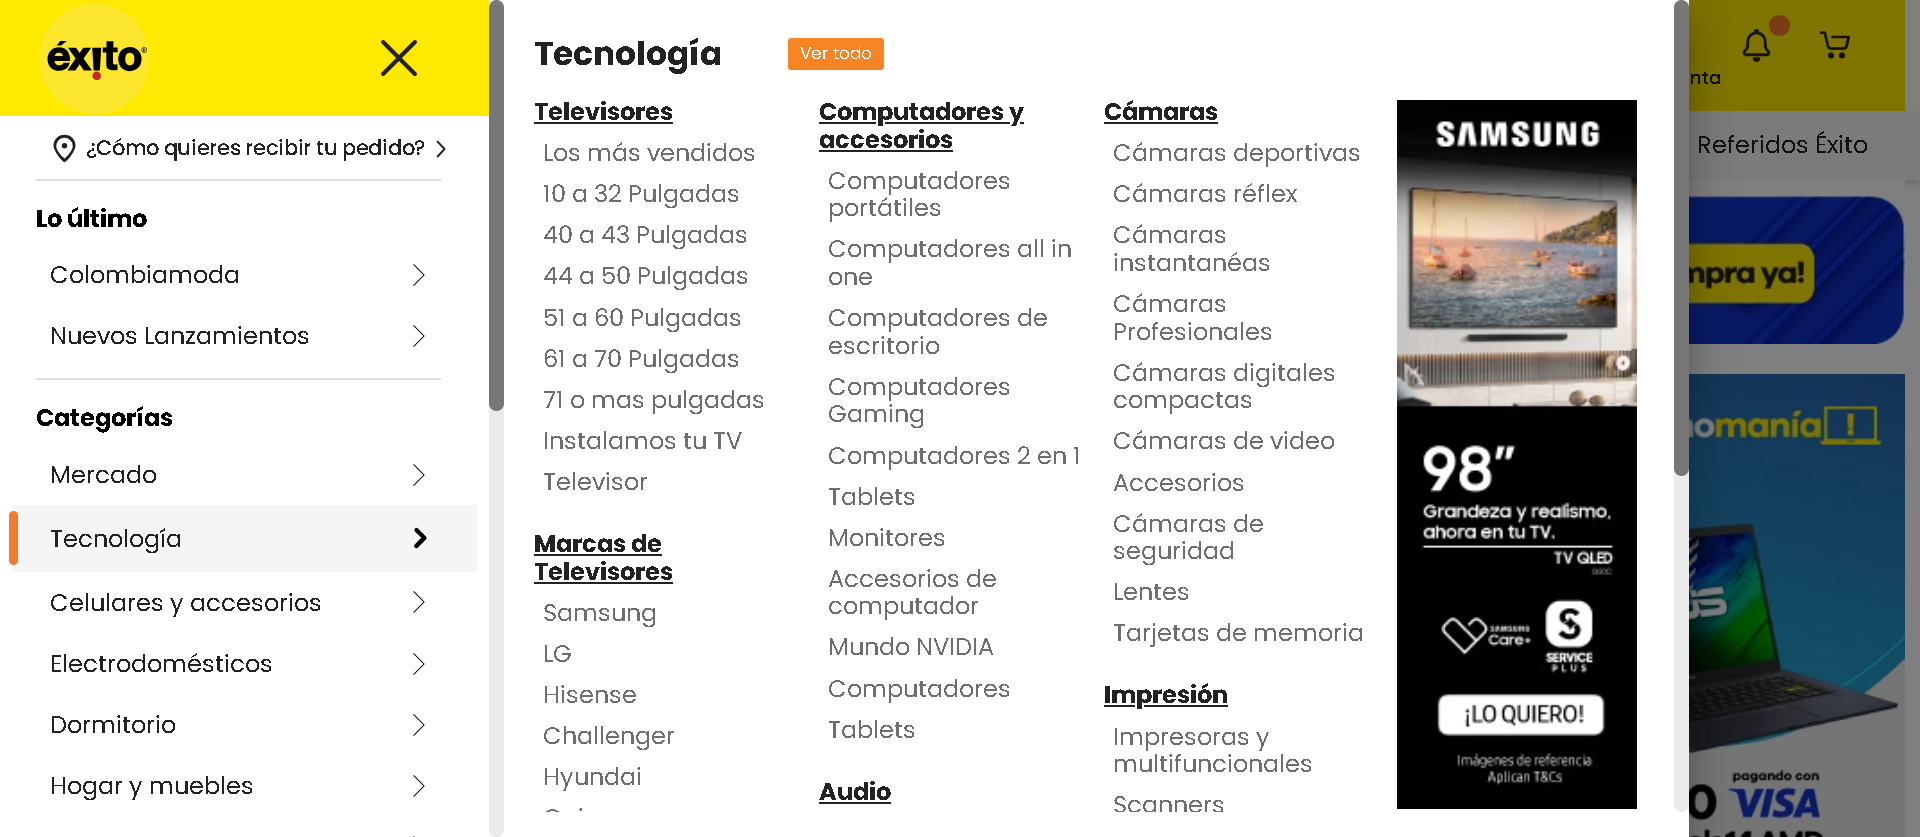 éxito
¿Cómo quieres recibir tu pedido?
Lo último
Colombiamoda
Nuevos Lanzamientos
Categorías
Mercado
Tecnología
Celulares y accesorios
Electrodomésticos
Dormitorio
Hogar y muebles
Tecnología
Ver todo
Televisores
Los más vendidos
10 a 32 Pulgadas
40 a 43 Pulgadas
44 a 50 Pulgadas
51 a 60 Pulgadas
61 a 70 Pulgadas
71 o mas pulgadas
Instalamos tu TV
Televisor
Marcas de
Televisores
Samsung
LG
Hisense
Challenger
Hyundai
Computadores y
accesorios
Computadores
portátiles
Computadores all in
one
Computadores de
escritorio
Computadores
Gaming
Computadores 2 en 1
Tablets
Monitores
Accesorios de
computador
Mundo NVIDIA
Computadores
Tablets
Audio
Cámaras
Cámaras deportivas
Cámaras réflex
Cámaras
instantanéas
Cámaras
Profesionales
Cámaras digitales
compactas
Cámaras de video
Accesorios
Cámaras de
seguridad
Lentes
Tarjetas de memoria
Impresión
Impresoras y
multifuncionales
Scanners
SAMSUNG
98”
Grandeza y realismo,
ahora en tu TV.
TV QLED
SAMSUNG
Care+
S
SERVICE
PLUS
¡LO QUIERO!
Imágenes de referencia
Aplican T&Cs
nta
Referidos Éxito
mpra ya!
omanía!
pagando con
0 VISA